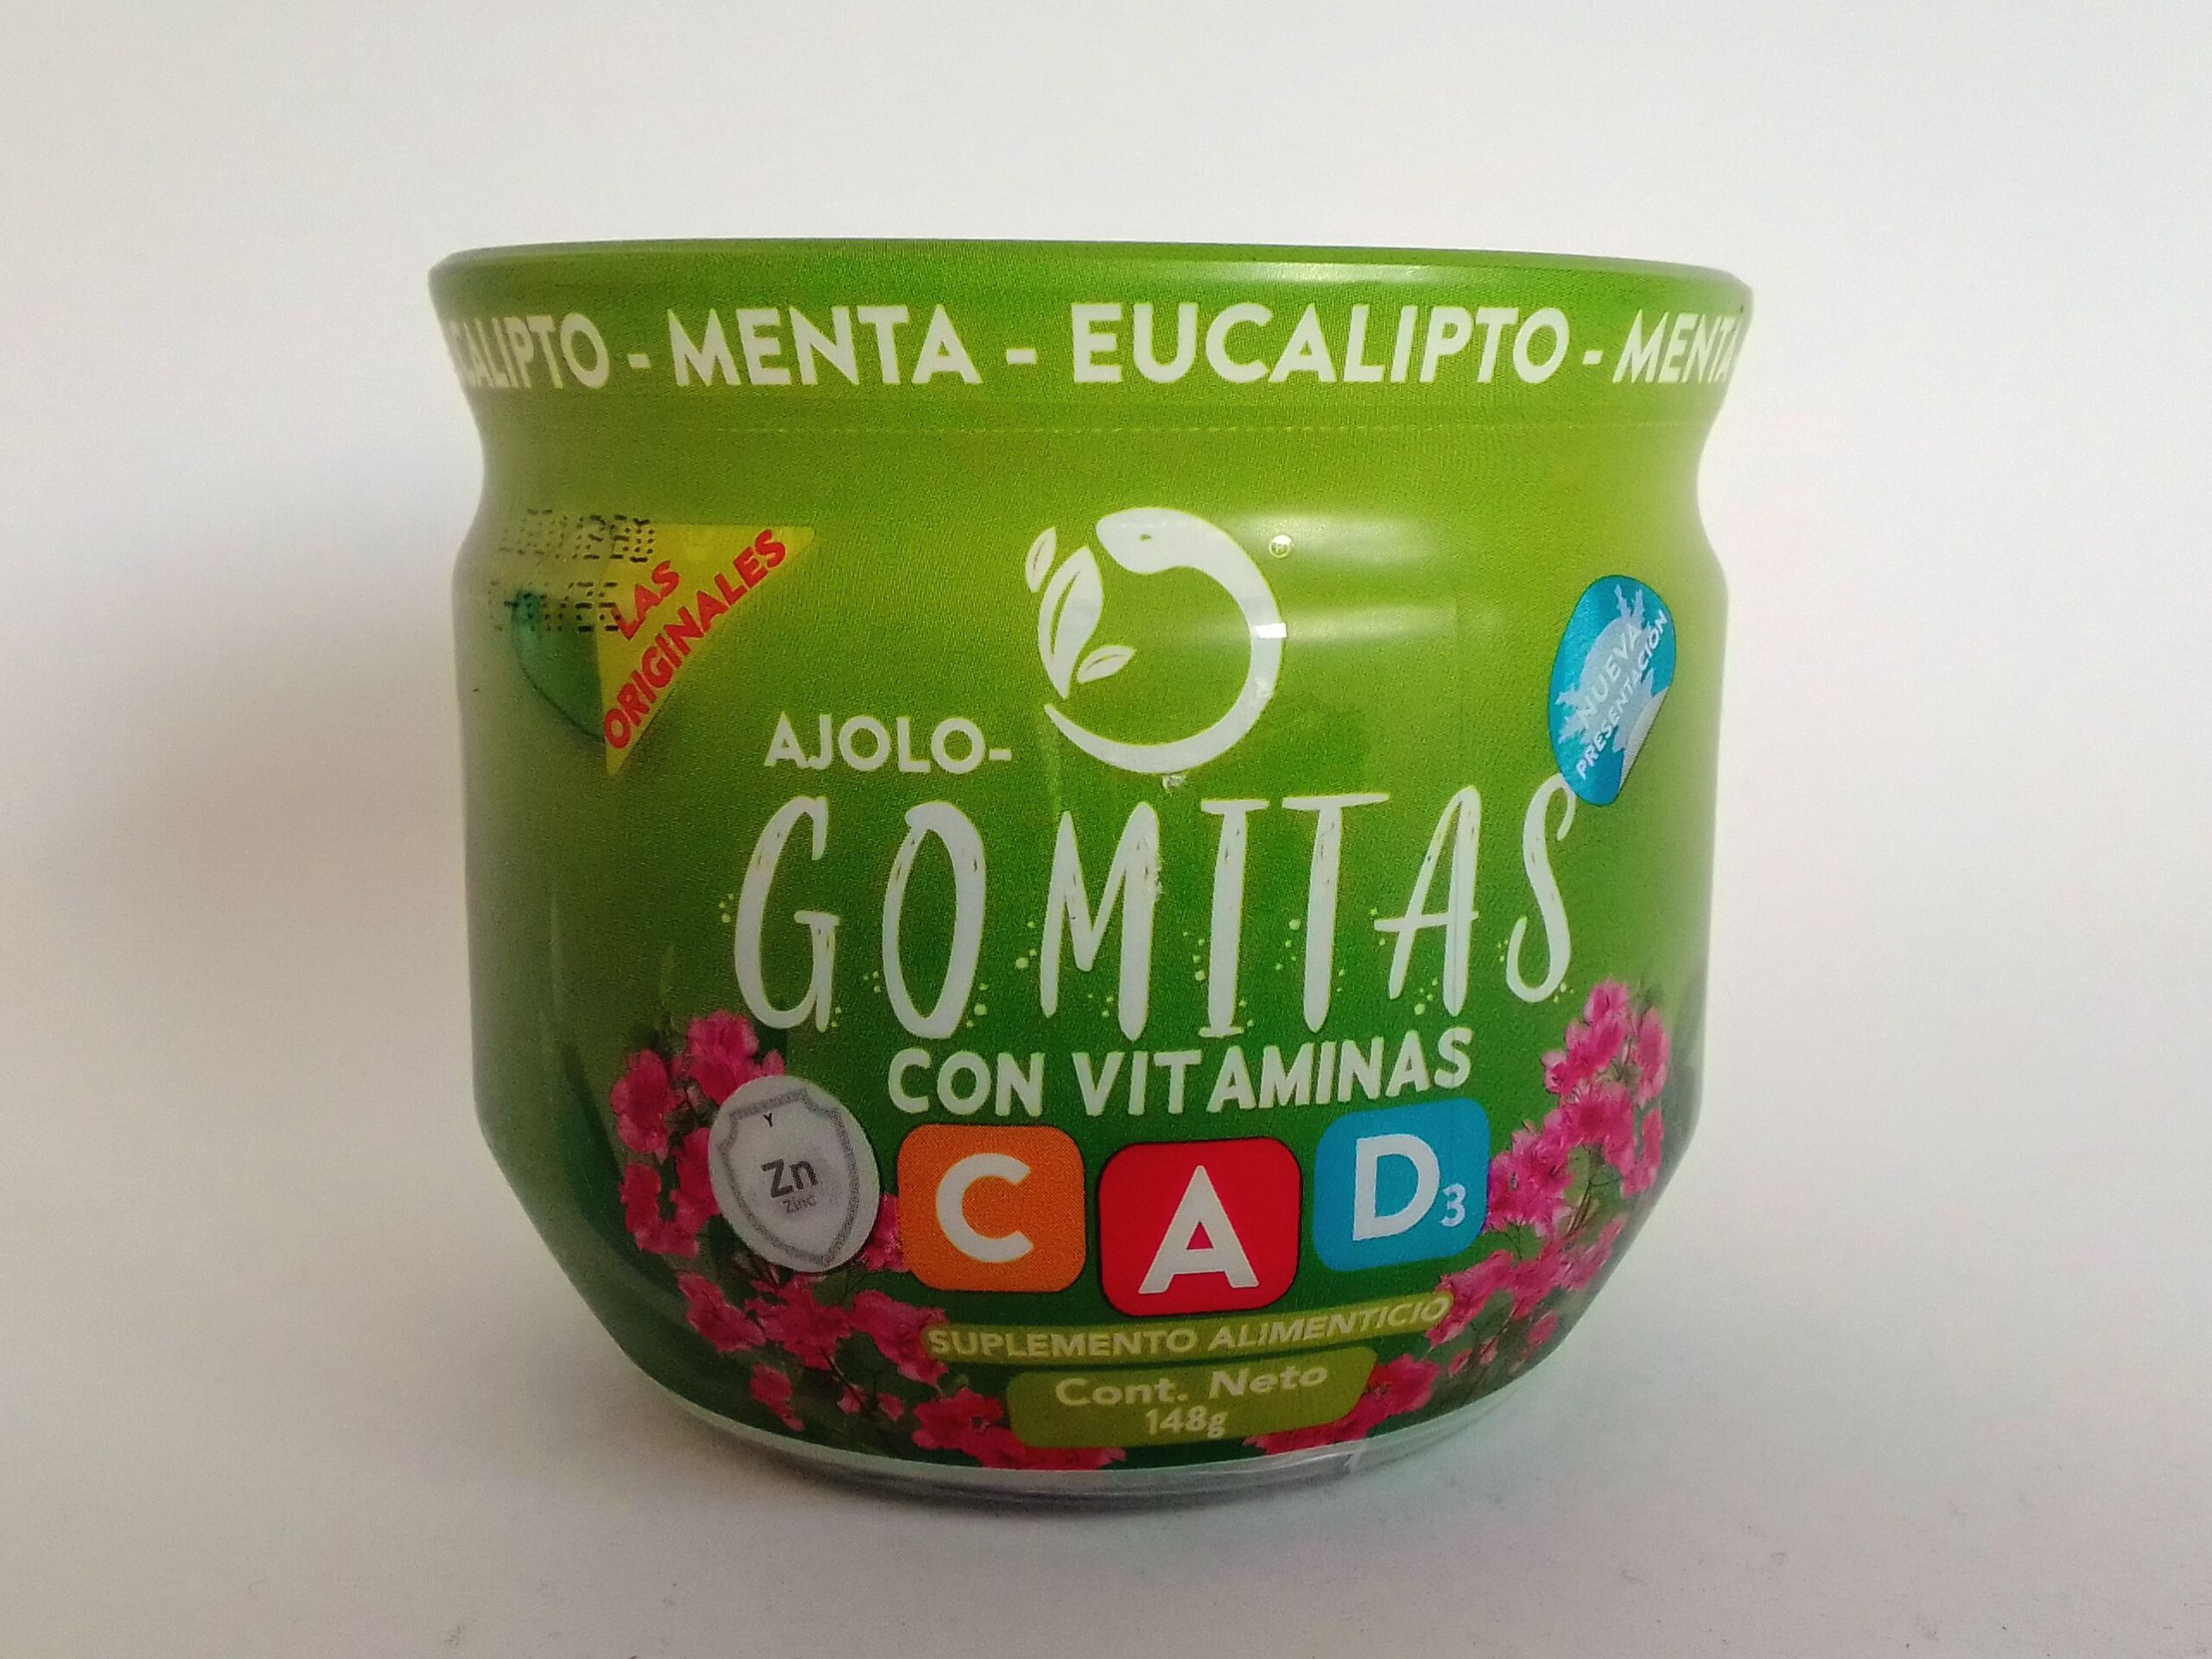 - MENTA - EUCALIPTO - MENTA
LAS
ORIGINALES
®
NUEVA
PRESENTACIÓN
AJOLO-
GOMITAS
CON VITAMINAS
Y
Zn
Zinc
C A D3
SUPLEMENTO ALIMENTICIO
Cont. Neto
148g